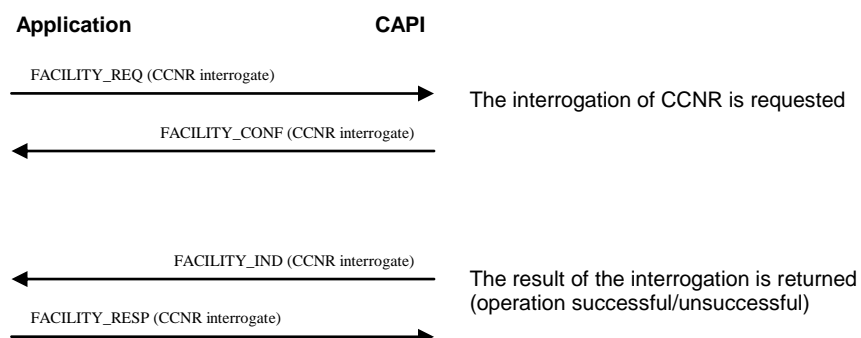 Application CAPI
FACILITY_REQ (CCNR interrogate)
The interrogation of CCNR is requested
FACILITY_CONF (CCNR interrogate)
FACILITY_IND (CCNR interrogate)
The result of the interrogation is returned
(operation successful/unsuccessful)
FACILITY_RESP (CCNR interrogate)